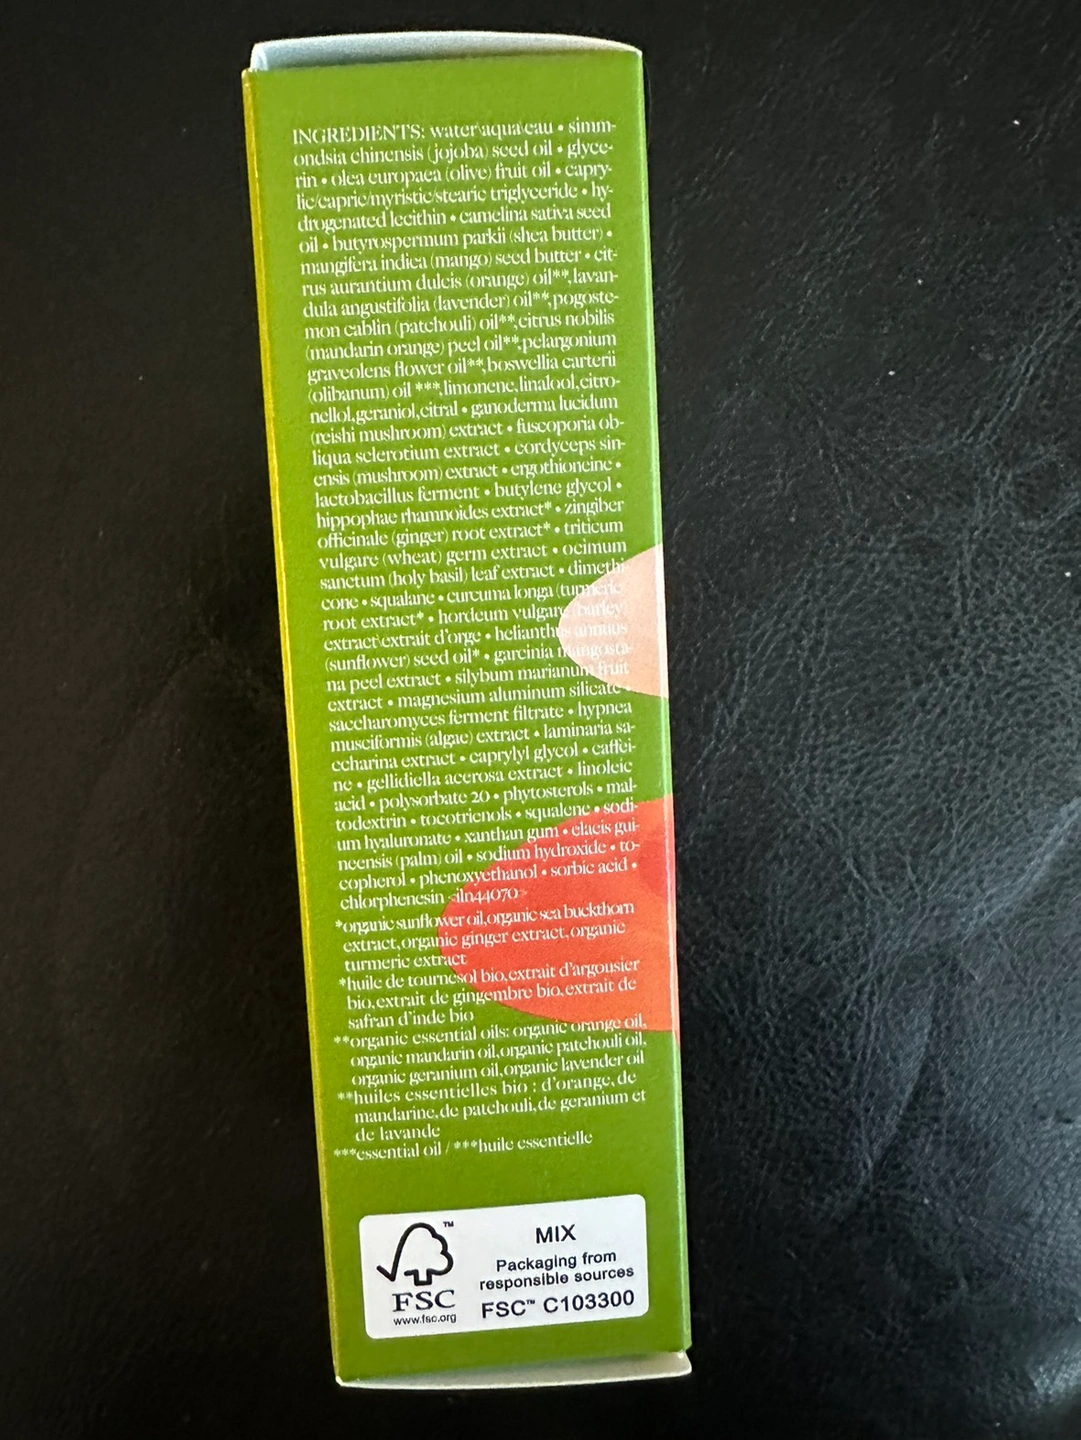 INGREDIENTS: water\aqua\eau • simm-
ondsia chinensis (jojoba) seed oil • glyce-
rin • olea europaea (olive) fruit oil • capry-
lic/capric/myristic/stearic triglyceride • hy-
drogenated lecithin • camelina sativa seed
oil • butyrospermum parkii (shea butter) •
mangifera indica (mango) seed butter • cit-
rus aurantium dulcis (orange) oil**,lavan-
dula angustifolia (lavender) oil**,pogoste-
mon cablin (patchouli) oil**,citrus nobilis
(mandarin orange) peel oil**,pelargonium
graveolens flower oil**,boswellia carterii
(olibanum) oil ***,limonene,linalool,citro-
nellol,geraniol,citral • ganoderma lucidum
(reishi mushroom) extract • fuscoporia ob-
liqua sclerotium extract • cordyceps sin-
ensis (mushroom) extract • ergothioneine •
lactobacillus ferment • butylene glycol •
hippophae rhamnoides extract* • zingiber
officinale (ginger) root extract* • triticum
vulgare (wheat) germ extract • ocimum
sanctum (holy basil) leaf extract • dimethi
cone • squalane • curcuma longa (turmeric
root extract* • hordeum vulgare (barley)
extract\extrait d'orge • helianthus annuus
(sunflower) seed oil* • garcinia mangosta-
na peel extract • silybum marianum fruit
extract • magnesium aluminum silicate •
saccharomyces ferment filtrate • hypnea
musciformis (algae) extract • laminaria sa-
ccharina extract • caprylyl glycol • caffei-
ne • gellidiella acerosa extract • linoleic
acid • polysorbate 20 • phytosterols • mal-
todextrin • tocotrienols • squalene • sodi-
um hyaluronate • xanthan gum • elaeis gui-
neensis (palm) oil • sodium hydroxide • to-
copherol • phenoxyethanol • sorbic acid •
chlorphenesin <iln44070>
*organic sunflower oil,organic sea buckthorn
extract,organic ginger extract,organic
turmeric extract
*huile de tournesol bio,extrait d'argousier
bio,extrait de gingembre bio,extrait de
safran d'inde bio
**organic essential oils: organic orange oil,
organic mandarin oil,organic patchouli oil,
organic geranium oil,organic lavender oil
**huiles essentielles bio : d'orange,de
mandarine,de patchouli,de geranium et
de lavande
***essential oil / ***huile essentielle
MIX
Packaging from
responsible sources
FSC™ C103300
™
FSC
www.fsc.org